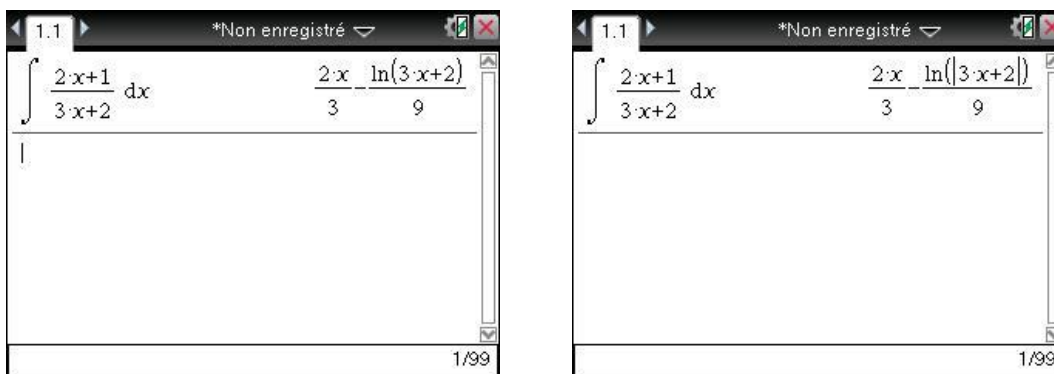 1.1 *Non enregistré
∫ (2·x+1)/(3·x+2) dx    2·x/3 - ln(3·x+2)/9
1/99
1.1 *Non enregistré
∫ (2·x+1)/(3·x+2) dx    2·x/3 - ln(|3·x+2|)/9
1/99